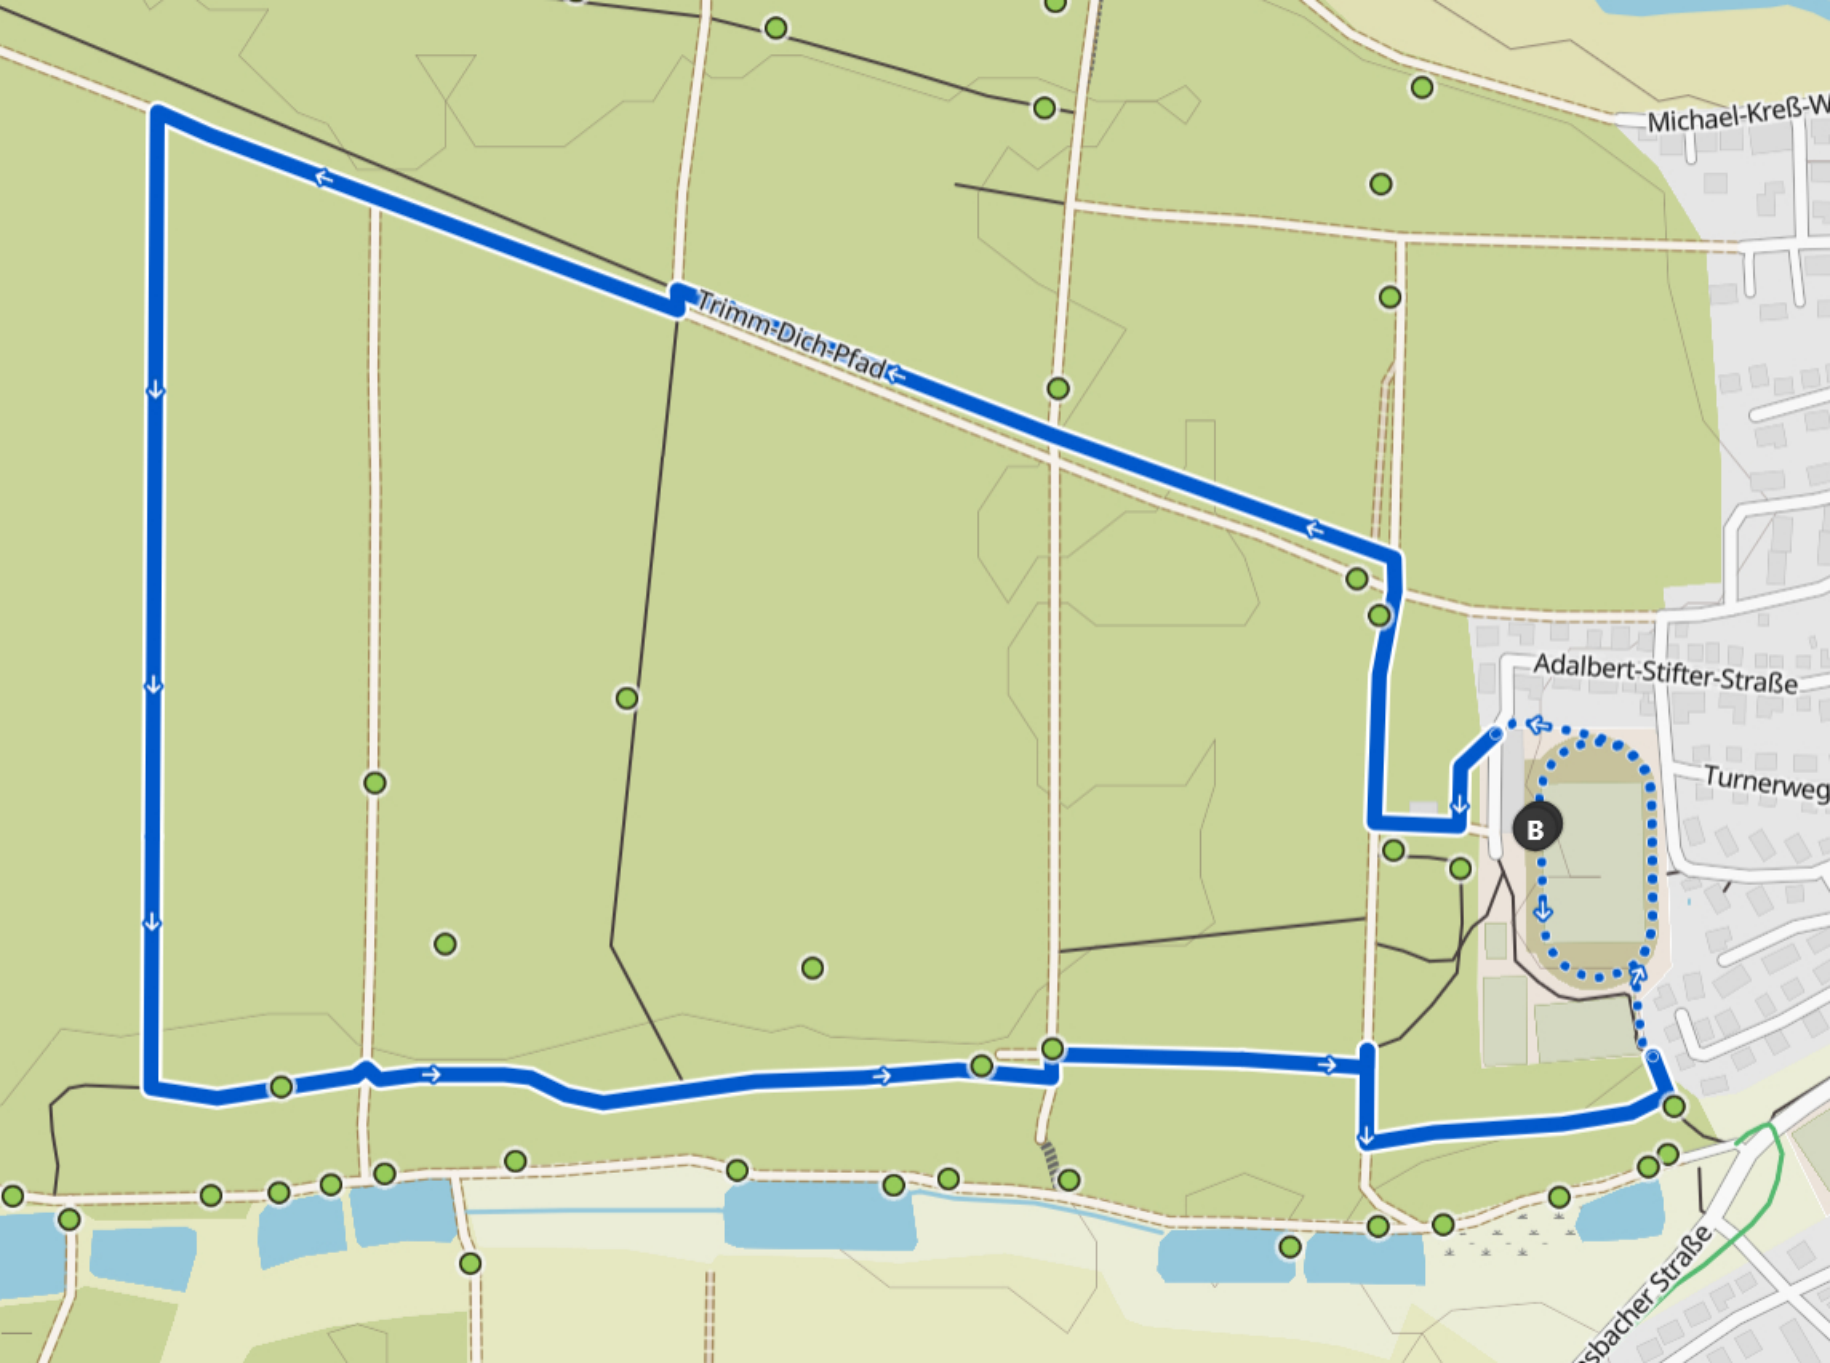 Michael-Kreß-W
Trimm-Dich-Pfad
Adalbert-Stifter-Straße
Turnerweg
B
sbacher Straße